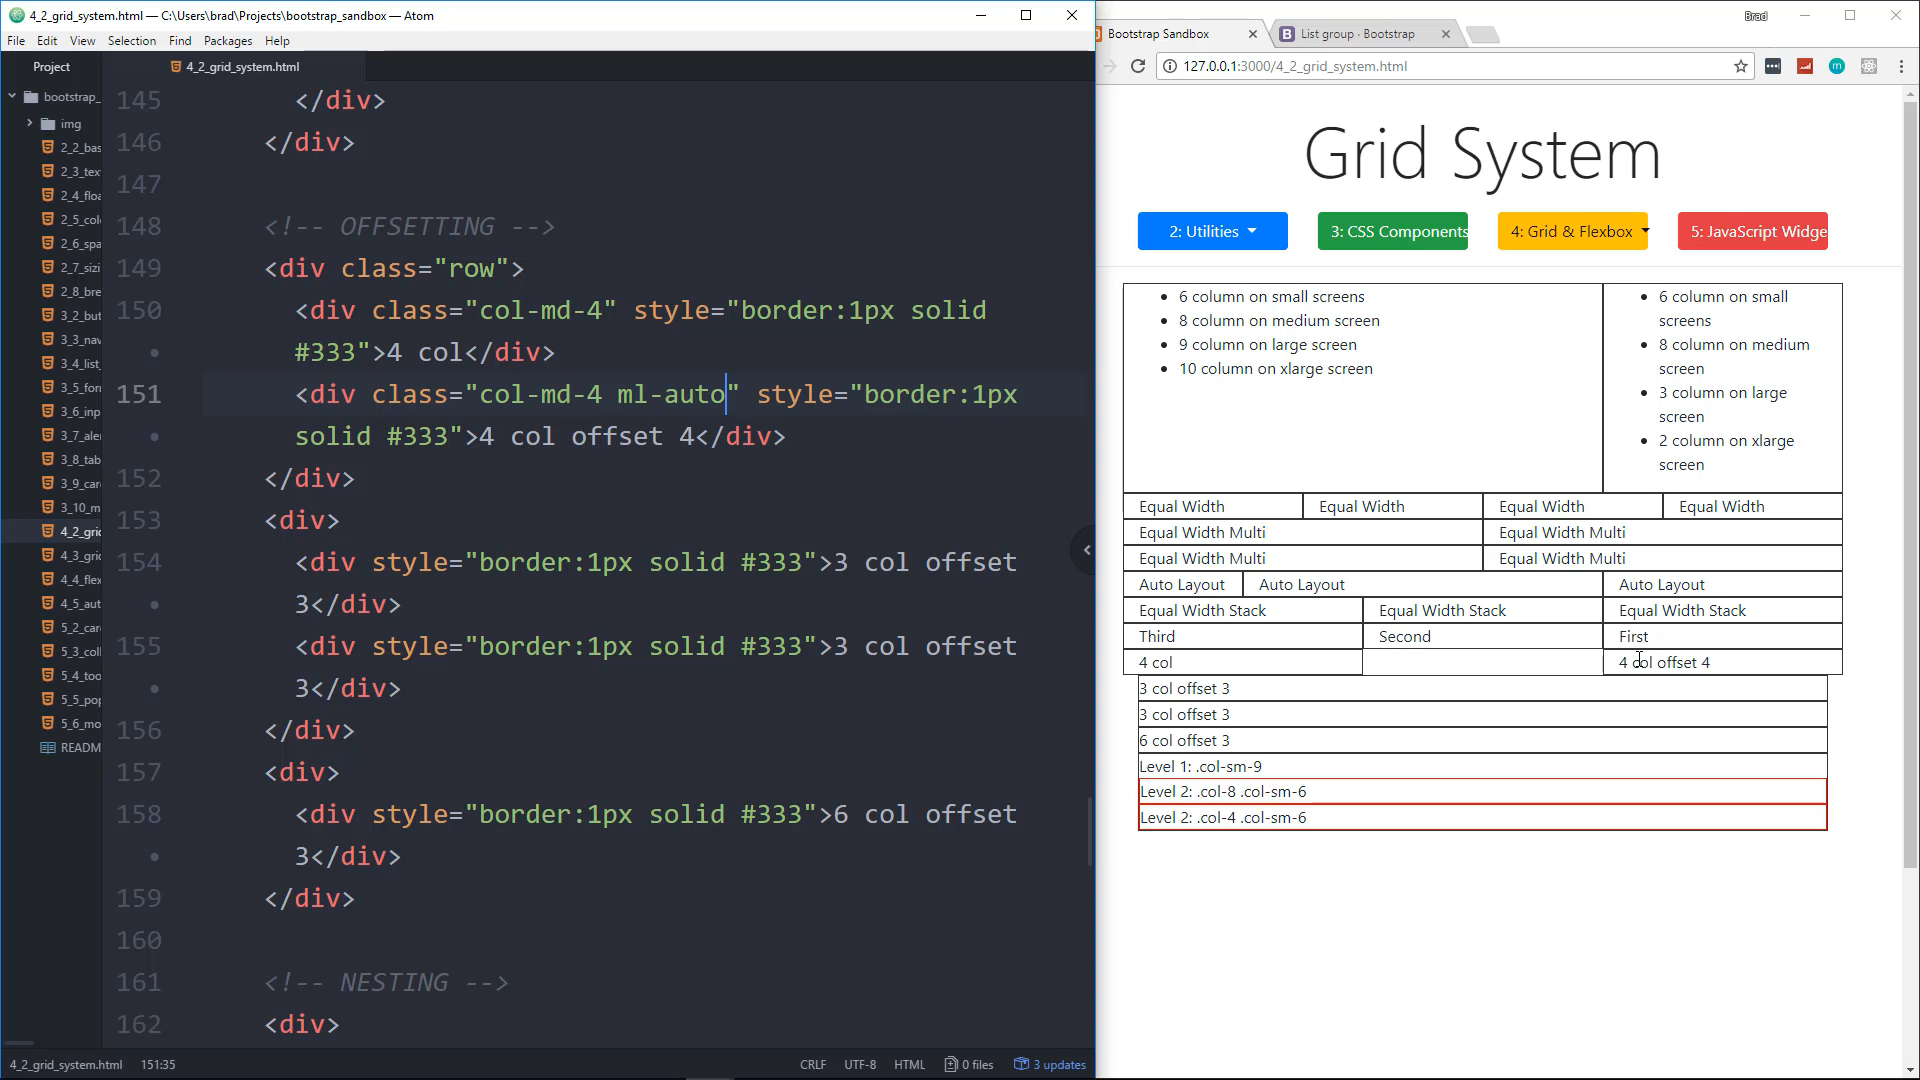 4_2_grid_system.html — C:\Users\brad\Projects\bootstrap_sandbox — Atom
File Edit View Selection Find Packages Help
Project
4_2_grid_system.html
bootstrap_
img
2_2_bas
2_3_tex
2_4_floa
2_5_col
2_6_spa
2_7_sizi
2_8_bre
3_2_but
3_3_nav
3_4_list_
3_5_for
3_6_inp
3_7_aler
3_8_tab
3_9_car
3_10_m
4_2_gri
4_3_gri
4_4_flex
4_5_aut
5_2_car
5_3_coll
5_4_too
5_5_pop
5_6_mo
README
145 </div>
146 </div>
147
148 <!-- OFFSETTING -->
149 <div class="row">
150 <div class="col-md-4" style="border:1px solid
• #333">4 col</div>
151 <div class="col-md-4 ml-auto" style="border:1px
• solid #333">4 col offset 4</div>
152 </div>
153 <div>
154 <div style="border:1px solid #333">3 col offset
• 3</div>
155 <div style="border:1px solid #333">3 col offset
• 3</div>
156 </div>
157 <div>
158 <div style="border:1px solid #333">6 col offset
• 3</div>
159 </div>
160
161 <!-- NESTING -->
162 <div>
4_2_grid_system.html 151:35 CRLF UTF-8 HTML 0 files 3 updates
Brad
Bootstrap Sandbox
List group · Bootstrap
127.0.0.1:3000/4_2_grid_system.html
Grid System
2: Utilities
3: CSS Components
4: Grid & Flexbox
5: JavaScript Widge
6 column on small screens
8 column on medium screen
9 column on large screen
10 column on xlarge screen
6 column on small
screens
8 column on medium
screen
3 column on large
screen
2 column on xlarge
screen
Equal Width Equal Width Equal Width Equal Width
Equal Width Multi Equal Width Multi
Equal Width Multi Equal Width Multi
Auto Layout Auto Layout Auto Layout
Equal Width Stack Equal Width Stack Equal Width Stack
Third Second First
4 col 4 col offset 4
3 col offset 3
3 col offset 3
6 col offset 3
Level 1: .col-sm-9
Level 2: .col-8 .col-sm-6
Level 2: .col-4 .col-sm-6